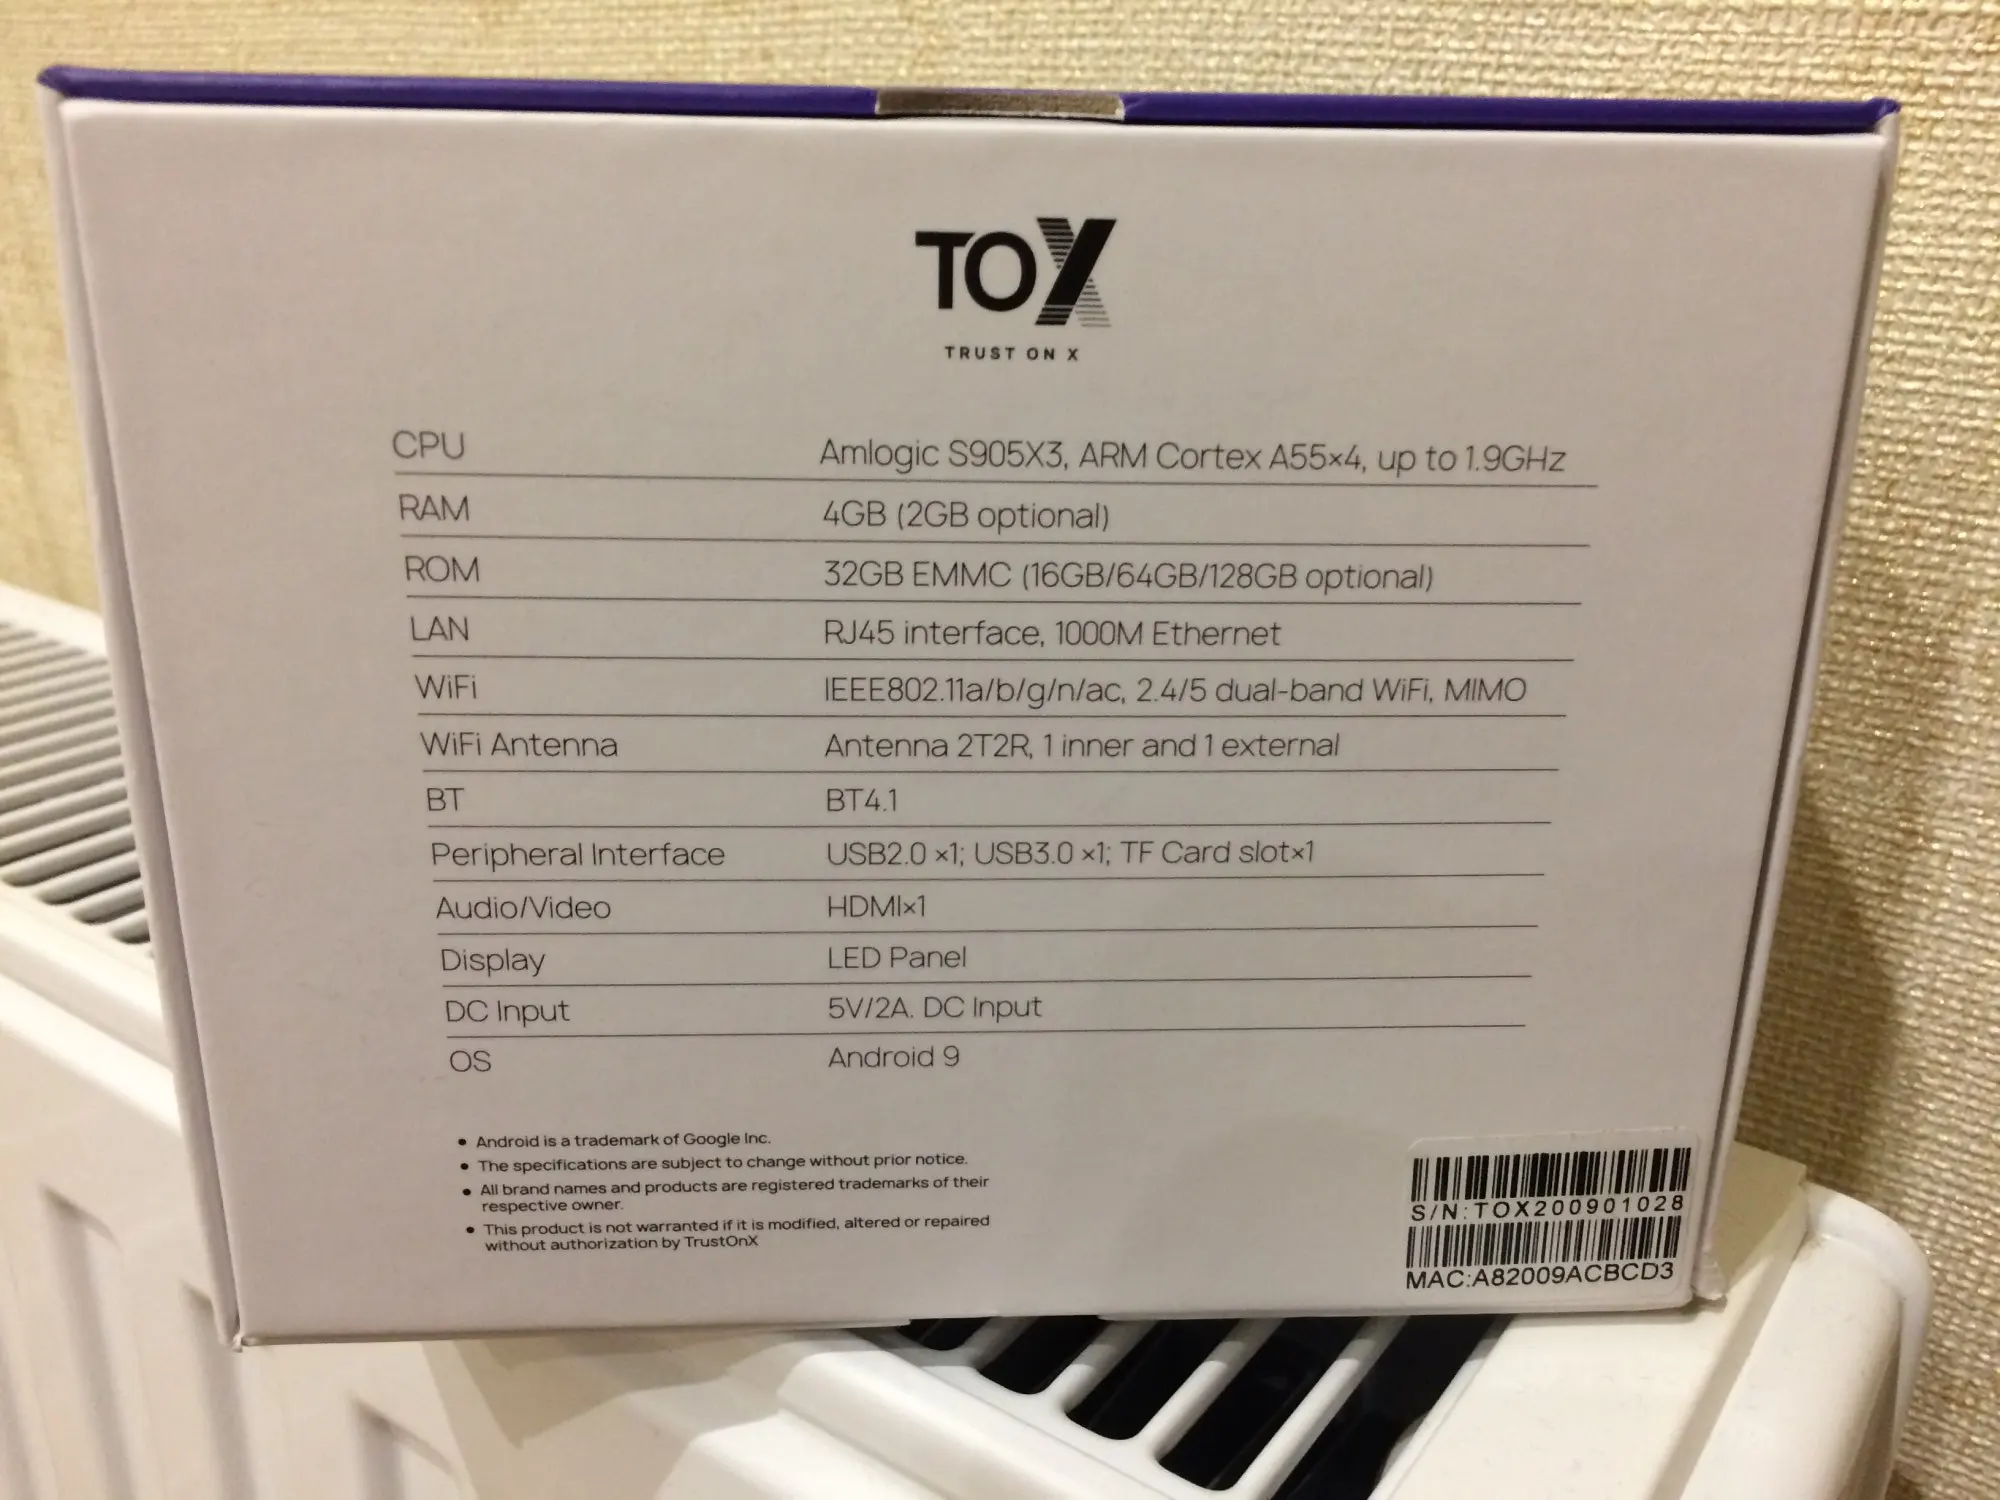 TOX
TRUST ON X
CPU Amlogic S905X3, ARM Cortex A55×4, up to 1.9GHz
RAM 4GB (2GB optional)
ROM 32GB EMMC (16GB/64GB/128GB optional)
LAN RJ45 interface, 1000M Ethernet
WiFi IEEE802.11a/b/g/n/ac, 2.4/5 dual-band WiFi, MIMO
WiFi Antenna Antenna 2T2R, 1 inner and 1 external
BT BT4.1
Peripheral Interface USB2.0 ×1; USB3.0 ×1; TF Card slot×1
Audio/Video HDMI×1
Display LED Panel
DC Input 5V/2A. DC Input
OS Android 9
• Android is a trademark of Google Inc.
• The specifications are subject to change without prior notice.
• All brand names and products are registered trademarks of their
respective owner.
• This product is not warranted if it is modified, altered or repaired
without authorization by TrustOnX
S/N:TOX200901028
MAC:A82009ACBCD3